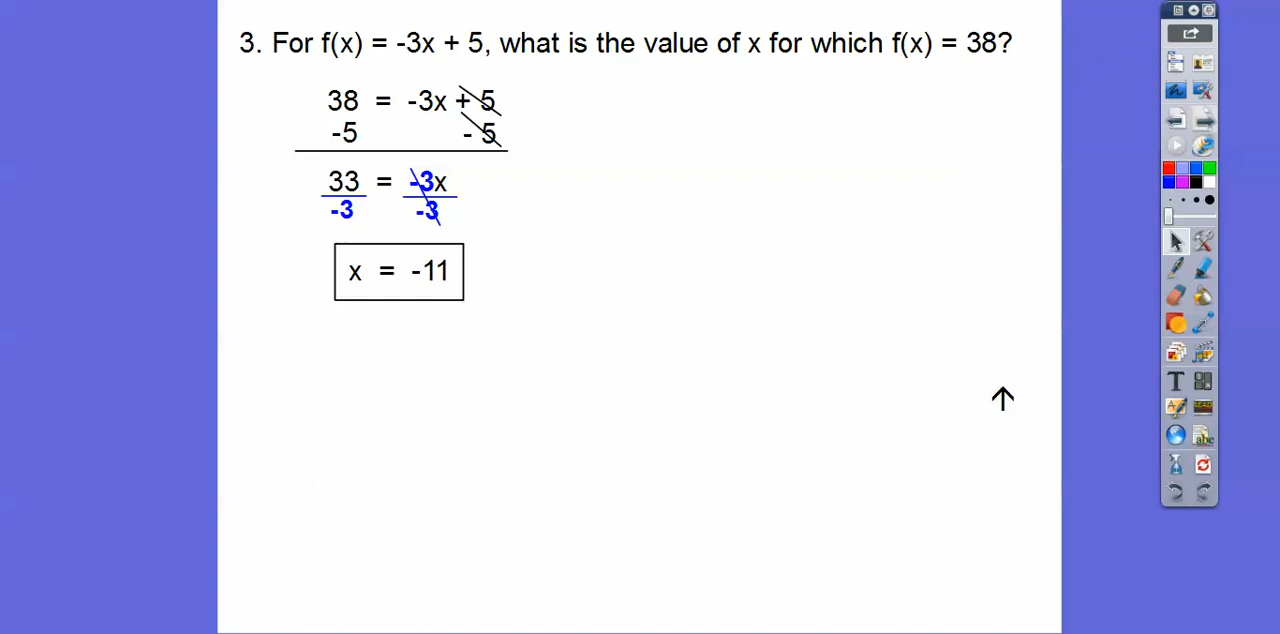 3. For f(x) = -3x + 5, what is the value of x for which f(x) = 38?
38 = -3x + 5
-5 - 5
33 = -3x
-3 -3
x = -11